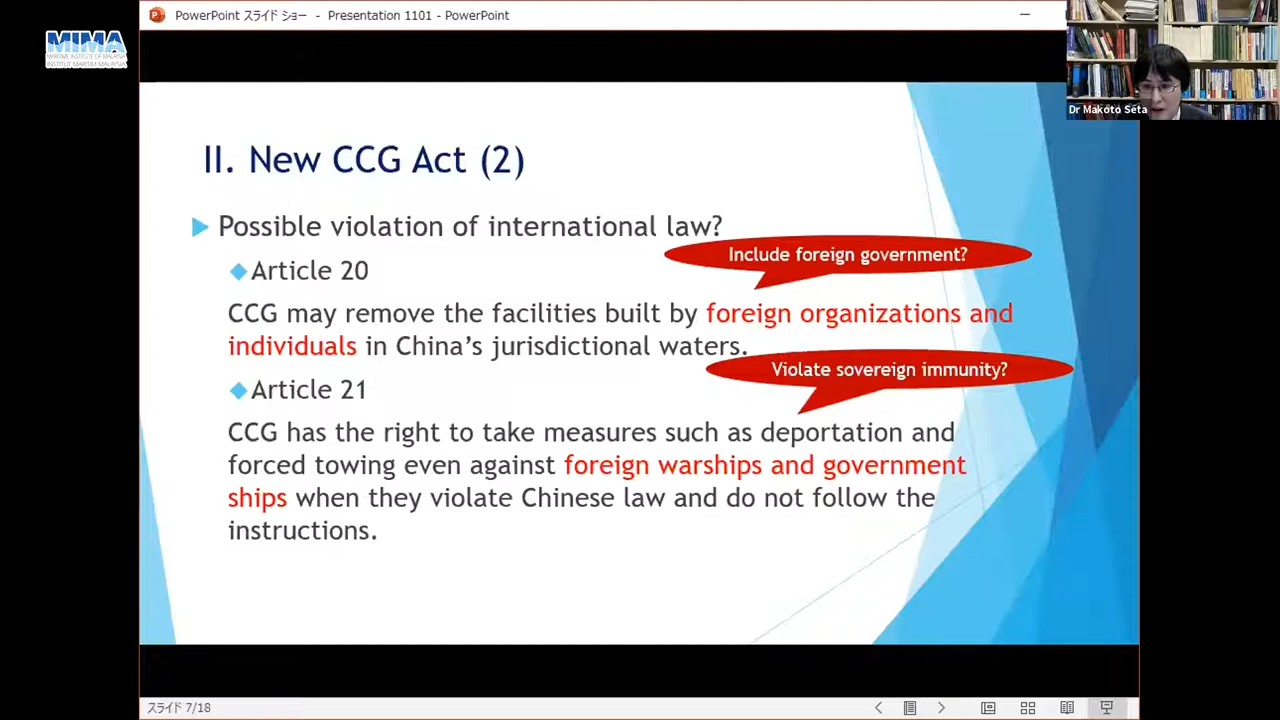 PowerPoint スライド ショー - Presentation 1101 - PowerPoint
MIMA
MARITIME INSTITUTE OF MALAYSIA
INSTITUT MARITIM MALAYSIA
Dr Makoto Seta
II. New CCG Act (2)
Possible violation of international law?
Include foreign government?
Article 20
CCG may remove the facilities built by foreign organizations and
individuals in China's jurisdictional waters.
Violate sovereign immunity?
Article 21
CCG has the right to take measures such as deportation and
forced towing even against foreign warships and government
ships when they violate Chinese law and do not follow the
instructions.
スライド 7/18